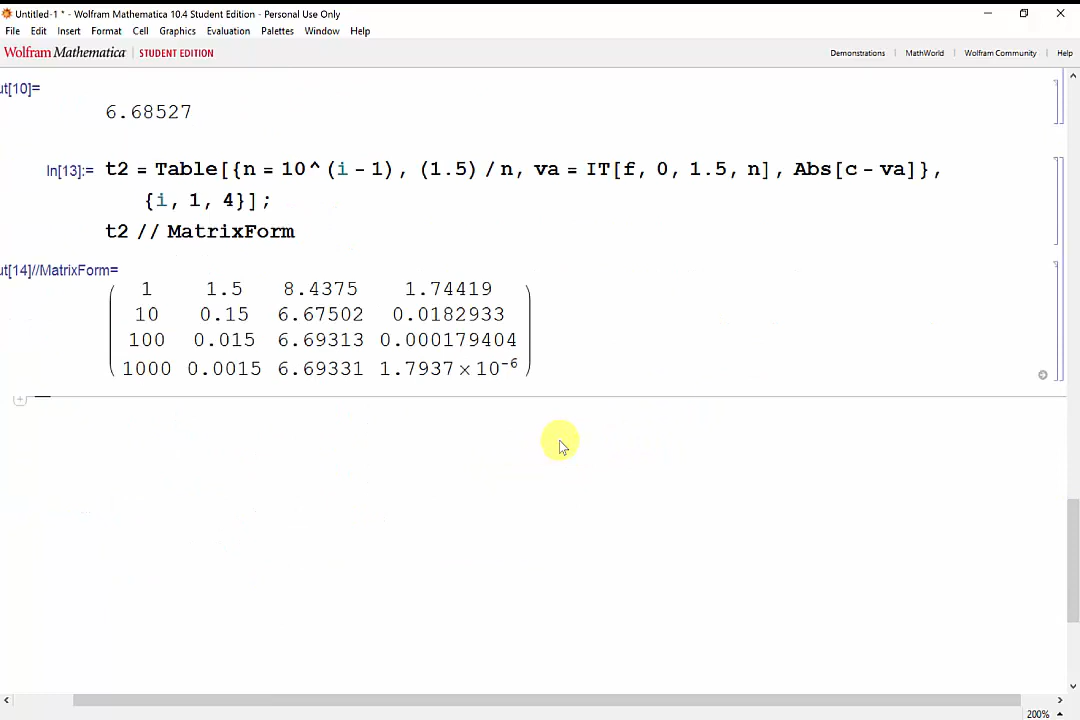 Untitled-1 * - Wolfram Mathematica 10.4 Student Edition - Personal Use Only
File Edit Insert Format Cell Graphics Evaluation Palettes Window Help
Wolfram Mathematica | STUDENT EDITION Demonstrations | MathWorld | Wolfram Community | Help
ut[10]=
6.68527
In[13]:= t2 = Table[{n = 10^(i - 1), (1.5) / n, va = IT[f, 0, 1.5, n], Abs[c - va]},
{i, 1, 4}];
t2 // MatrixForm
ut[14]//MatrixForm=
1 1.5 8.4375 1.74419
10 0.15 6.67502 0.0182933
100 0.015 6.69313 0.000179404
1000 0.0015 6.69331 1.7937 × 10⁻⁶
200%